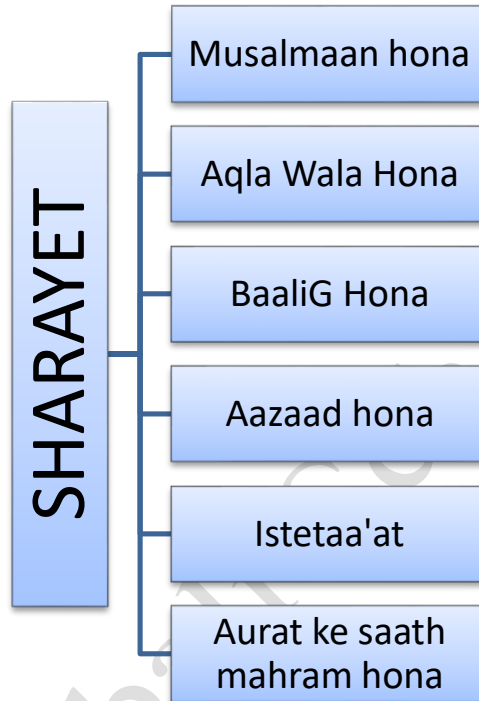 SHARAYET
Musalmaan hona
Aqla Wala Hona
BaaliG Hona
Aazaad hona
Istetaa'at
Aurat ke saath
mahram hona